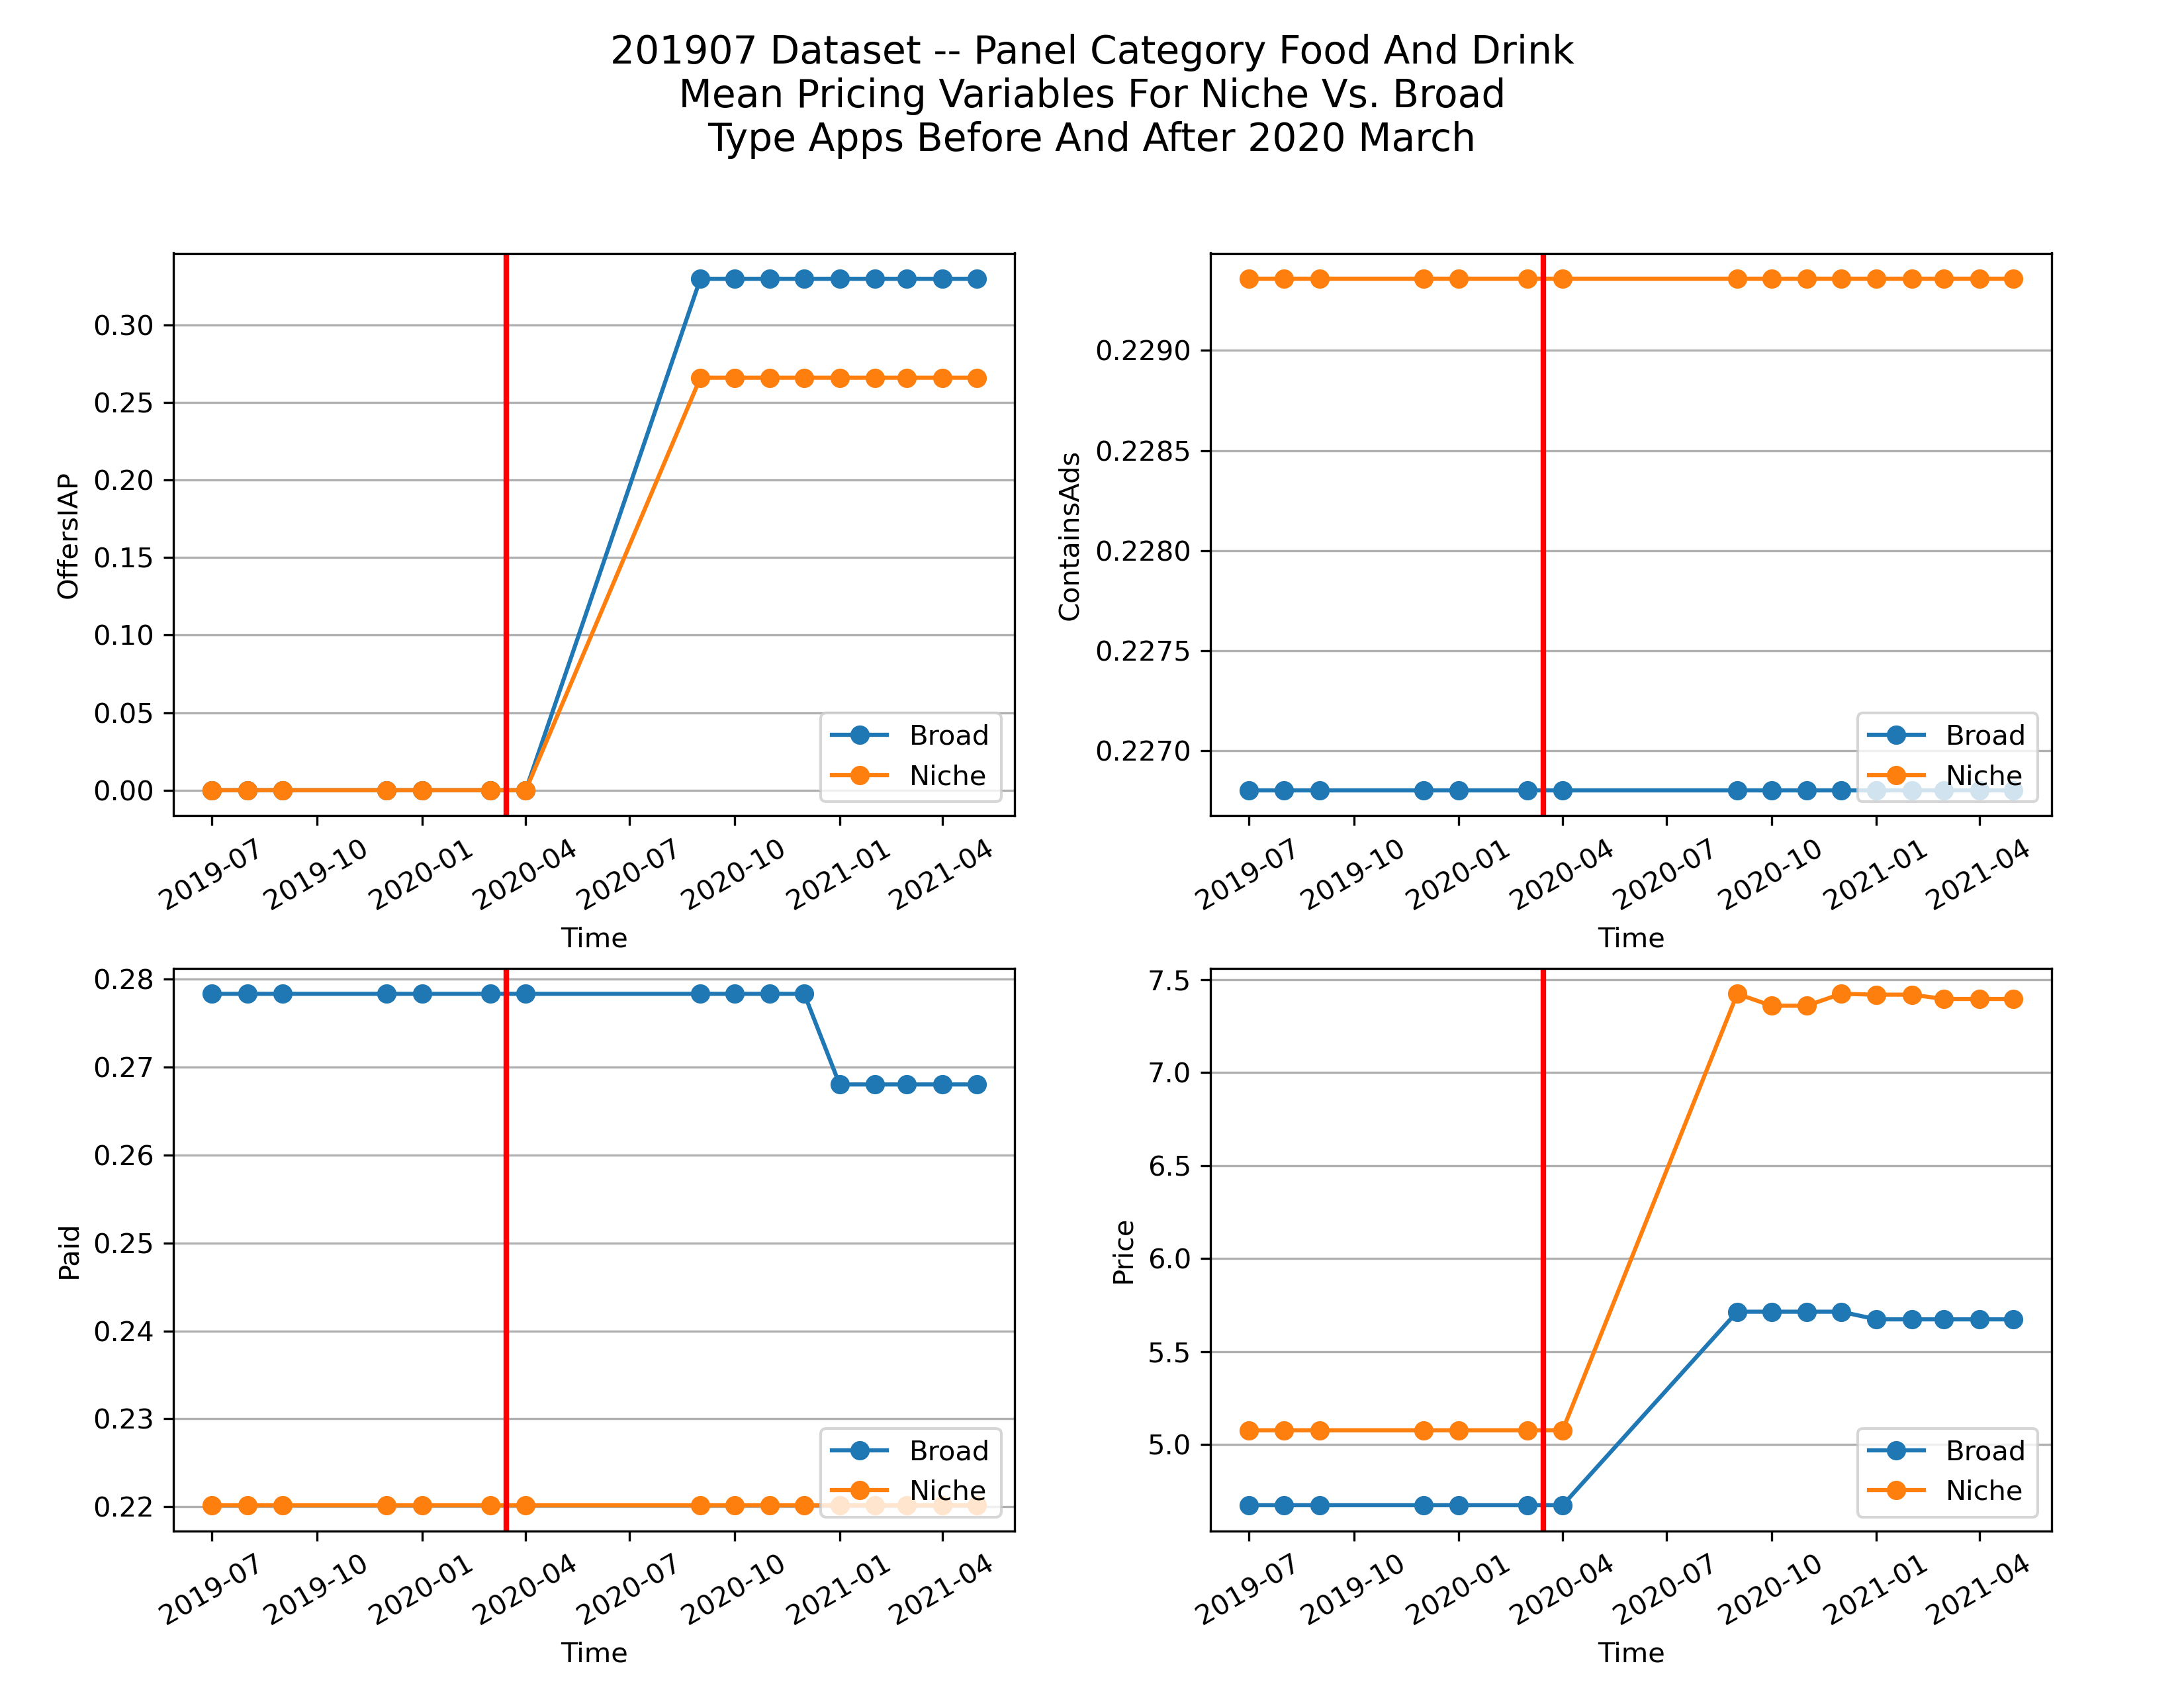 201907 Dataset -- Panel Category Food And Drink
Mean Pricing Variables For Niche Vs. Broad
Type Apps Before And After 2020 March
OffersIAP
0.30
0.25
0.20
0.15
0.10
0.05
0.00
Broad
Niche
2019-07 2019-10 2020-01 2020-04 2020-07 2020-10 2021-01 2021-04
Time
ContainsAds
0.2290
0.2285
0.2280
0.2275
0.2270
Broad
Niche
2019-07 2019-10 2020-01 2020-04 2020-07 2020-10 2021-01 2021-04
Time
Paid
0.28
0.27
0.26
0.25
0.24
0.23
0.22
Broad
Niche
2019-07 2019-10 2020-01 2020-04 2020-07 2020-10 2021-01 2021-04
Time
Price
7.5
7.0
6.5
6.0
5.5
5.0
Broad
Niche
2019-07 2019-10 2020-01 2020-04 2020-07 2020-10 2021-01 2021-04
Time